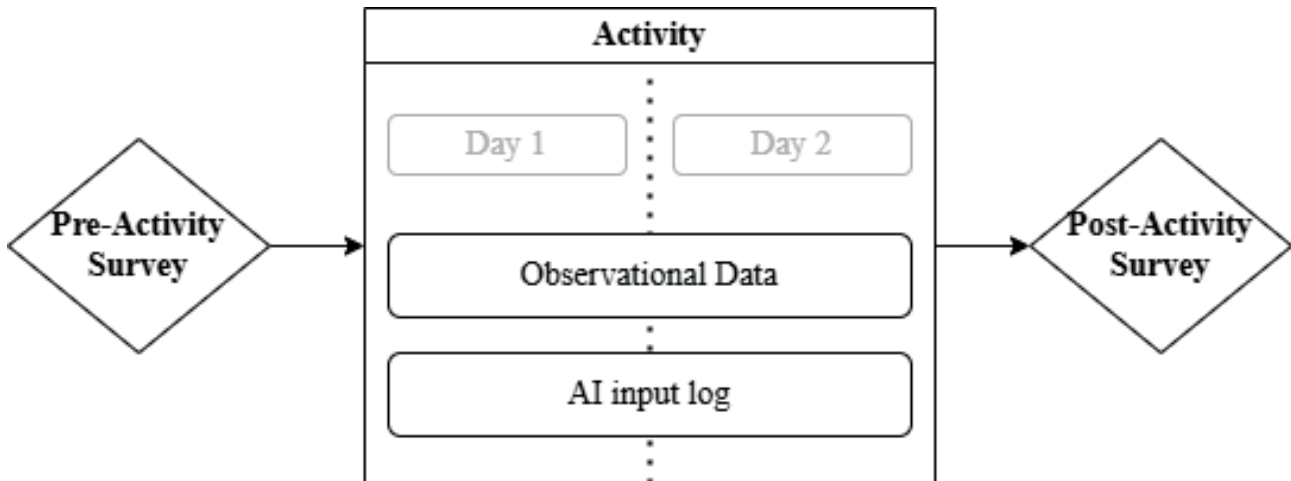 Activity
Day 1
Day 2
Pre-Activity
Survey
Observational Data
AI input log
Post-Activity
Survey